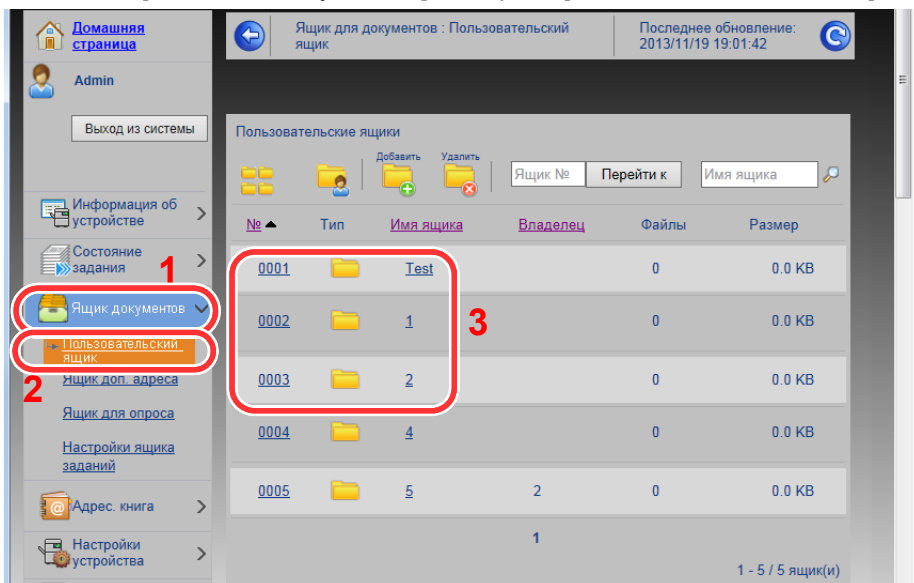 Домашняя
страница
Ящик для документов : Пользовательский
ящик
Последнее обновление:
2013/11/19 19:01:42
Admin
Выход из системы
Информация об
устройстве
Состояние
задания
1
Ящик документов
Пользовательский
ящик
2
Ящик доп. адреса
Ящик для опроса
Настройки ящика
заданий
Адрес. книга
Настройки
устройства
Пользовательские ящики
Добавить Удалить
Ящик № Перейти к Имя ящика
№ Тип Имя ящика Владелец Файлы Размер
0001 Test 0 0.0 KB
0002 1 0 0.0 KB
3
0003 2 0 0.0 KB
0004 4 0 0.0 KB
0005 5 2 0 0.0 KB
1
1 - 5 / 5 ящик(и)